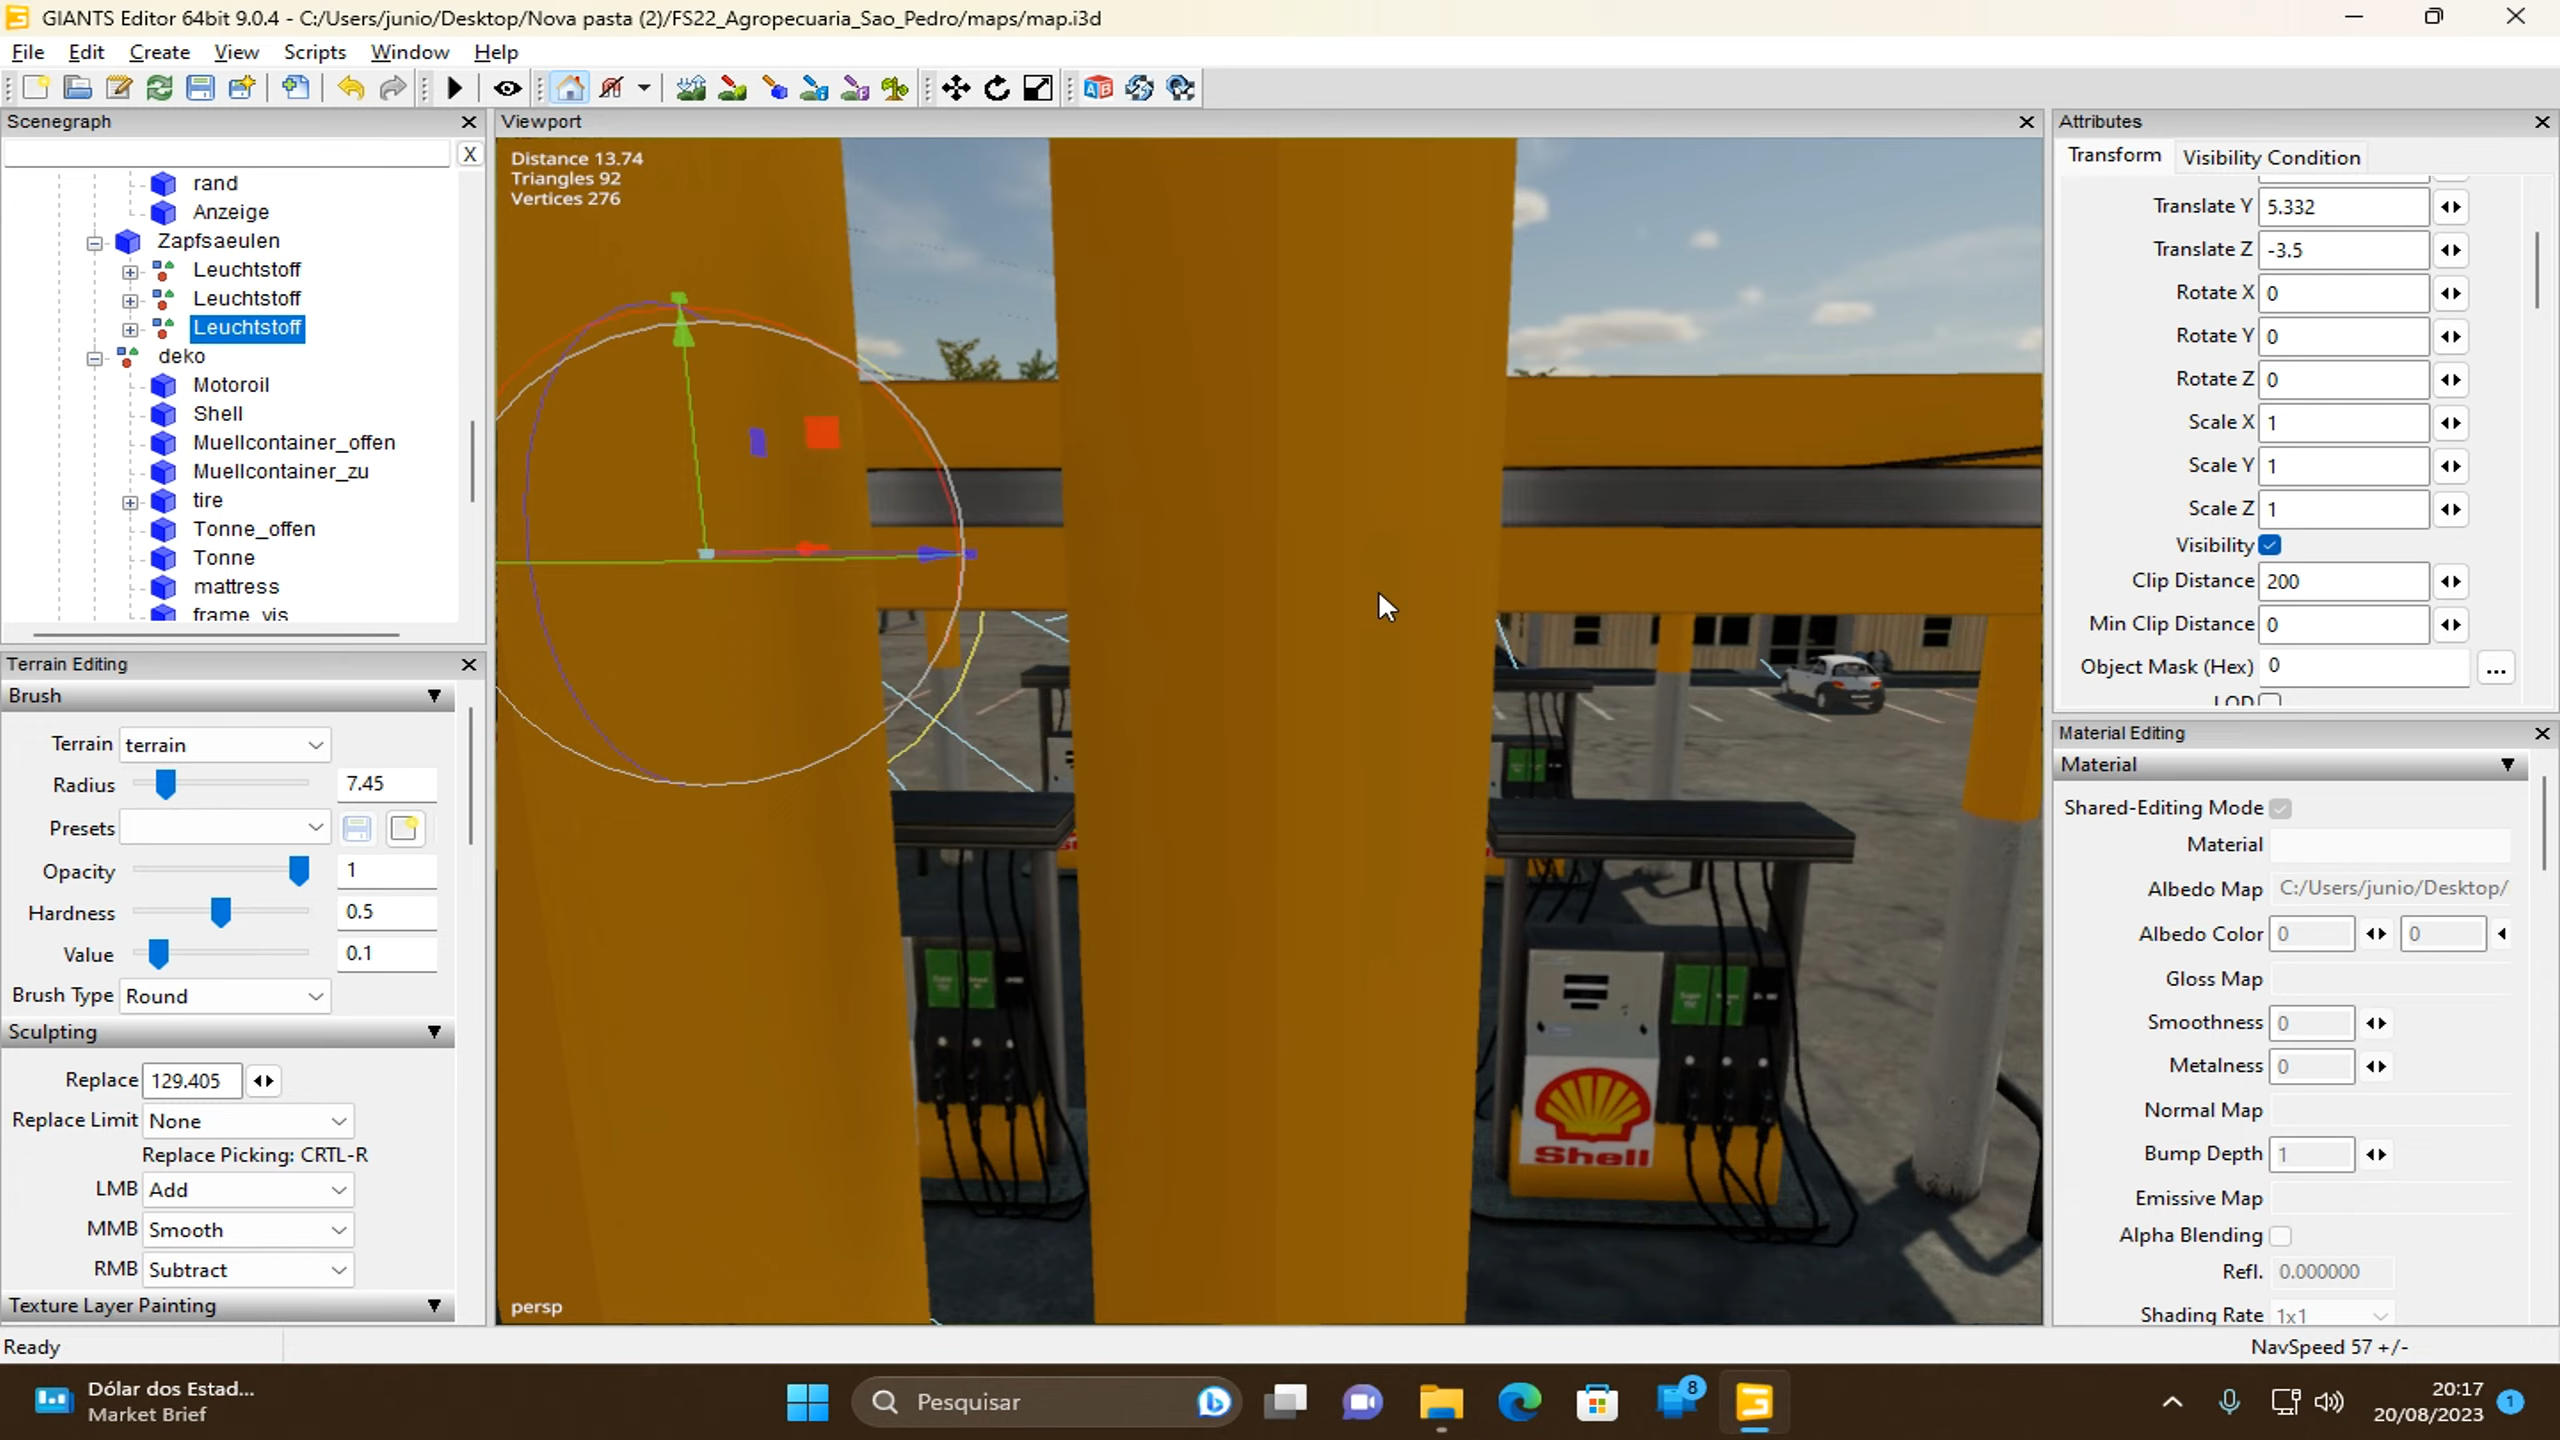 GIANTS Editor 64bit 9.0.4 - C:/Users/junio/Desktop/Nova pasta (2)/FS22_Agropecuaria_Sao_Pedro/maps/map.i3d
File Edit Create View Scripts Window Help
Scenegraph
X
rand
Anzeige
Zapfsaeulen
Leuchtstoff
Leuchtstoff
Leuchtstoff
deko
Motoroil
Shell
Muellcontainer_offen
Muellcontainer_zu
tire
Tonne_offen
Tonne
mattress
frame_vis
Terrain Editing
Brush
Terrain terrain
Radius 7.45
Presets
Opacity 1
Hardness 0.5
Value 0.1
Brush Type Round
Sculpting
Replace 129.405
Replace Limit None
Replace Picking: CRTL-R
LMB Add
MMB Smooth
RMB Subtract
Texture Layer Painting
Ready
Viewport
Distance 13.74
Triangles 92
Vertices 276
Shell
persp
Attributes
Transform Visibility Condition
Translate Y 5.332
Translate Z -3.5
Rotate X 0
Rotate Y 0
Rotate Z 0
Scale X 1
Scale Y 1
Scale Z 1
Visibility
Clip Distance 200
Min Clip Distance 0
Object Mask (Hex) 0 ...
LOD
Material Editing
Material
Shared-Editing Mode
Material
Albedo Map C:/Users/junio/Desktop/
Albedo Color 0 0
Gloss Map
Smoothness 0
Metalness 0
Normal Map
Bump Depth 1
Emissive Map
Alpha Blending
Refl. 0.000000
Shading Rate 1x1
NavSpeed 57 +/-
Dólar dos Estad...
Market Brief
Pesquisar
8
20:17
20/08/2023
1